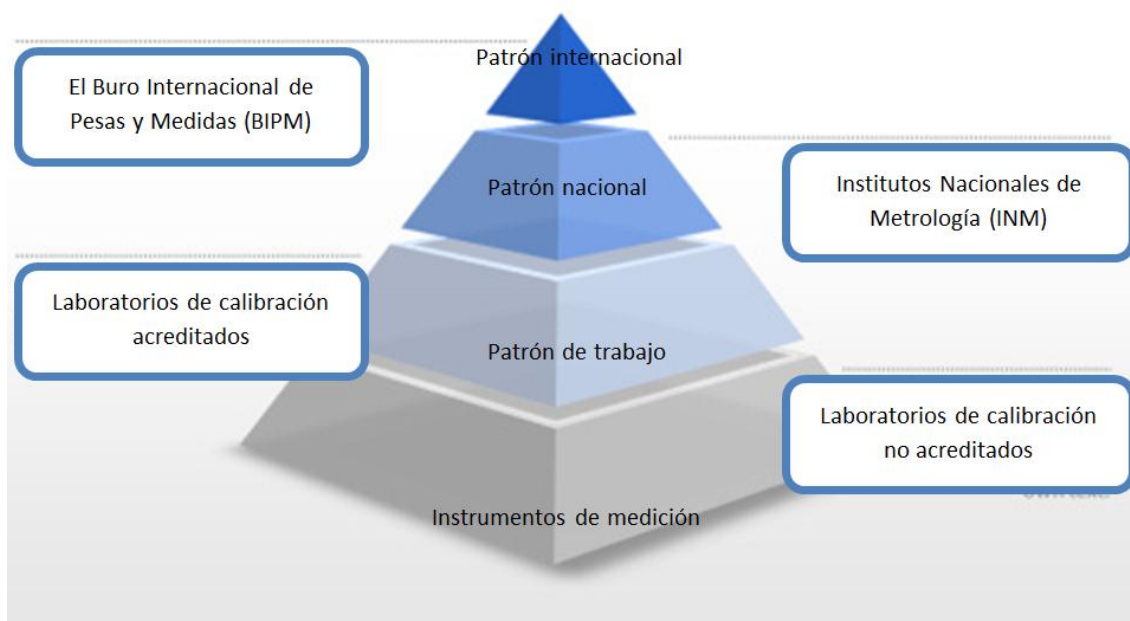 Patrón internacional
El Buro Internacional de
Pesas y Medidas (BIPM)
Patrón nacional
Institutos Nacionales de
Metrología (INM)
Laboratorios de calibración
acreditados
Patrón de trabajo
Laboratorios de calibración
no acreditados
Instrumentos de medición